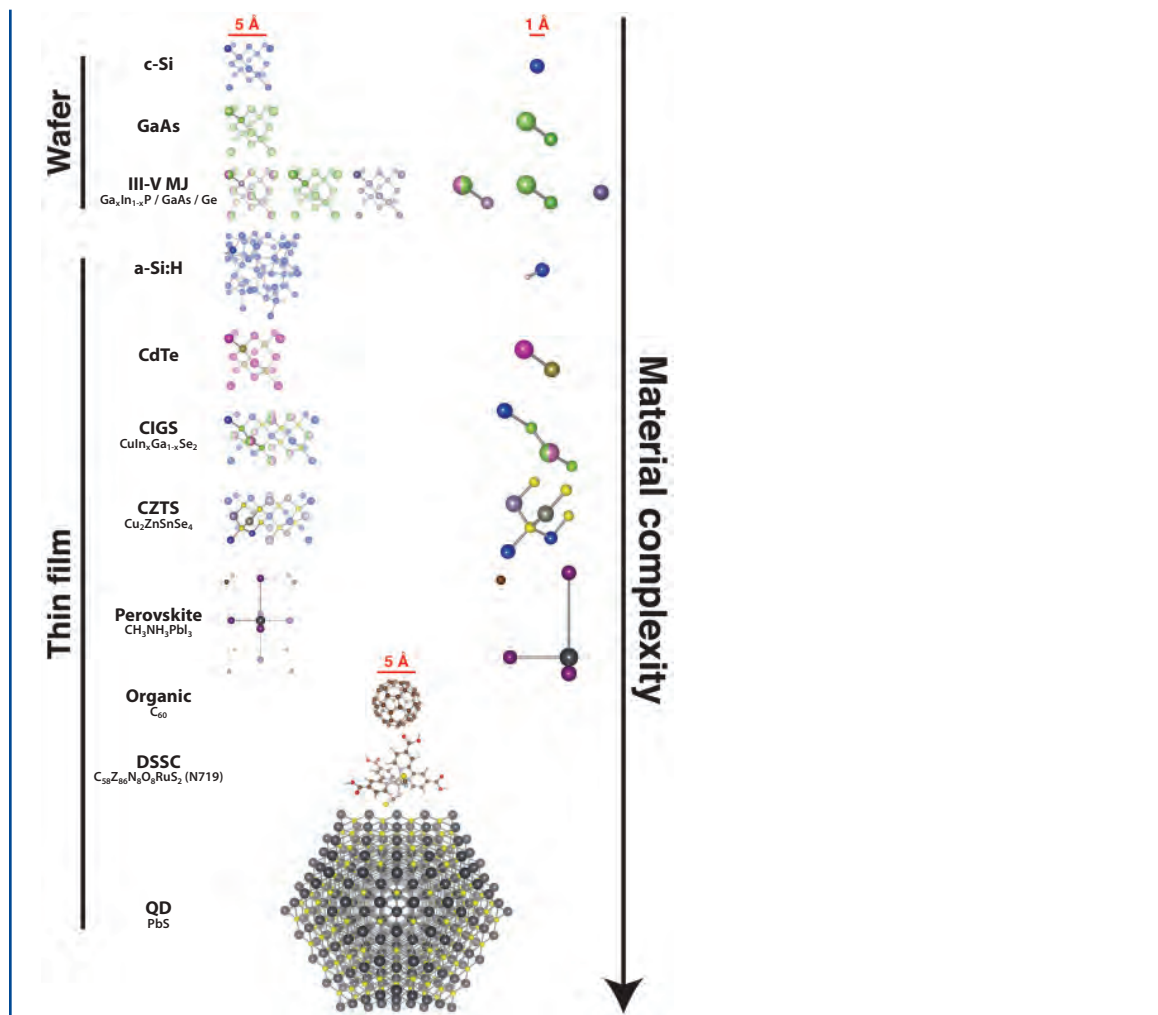 5 Å
1 Å
Wafer
c-Si
GaAs
III-V MJ
GaₓIn₁₋ₓP / GaAs / Ge
Thin film
a-Si:H
CdTe
CIGS
CuInₓGa₁₋ₓSe₂
CZTS
Cu₂ZnSnSe₄
Perovskite
CH₃NH₃PbI₃
5 Å
Organic
C₆₀
DSSC
C₅₈Z₈₆N₈O₈RuS₂ (N719)
QD
PbS
Material complexity